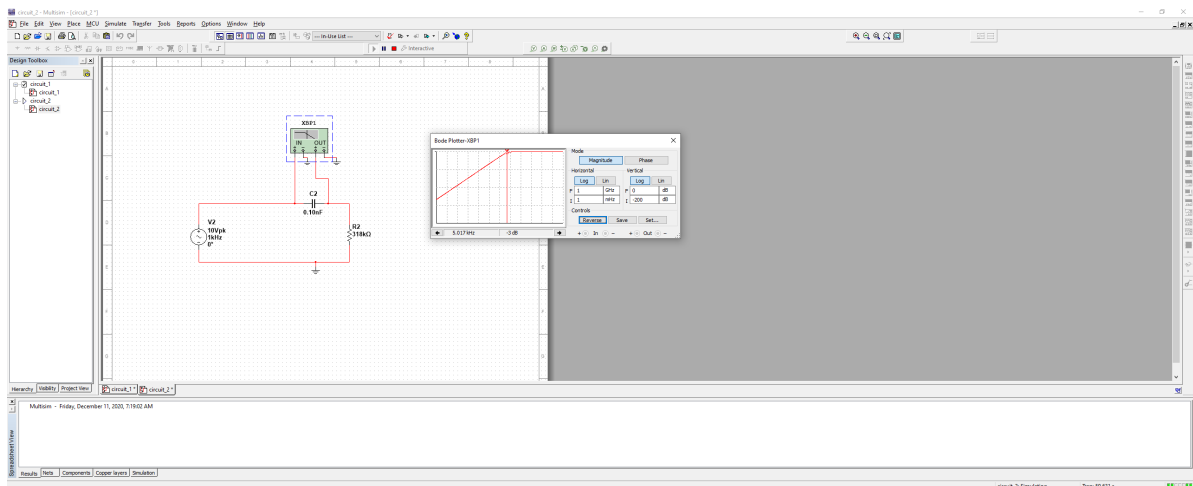 circuit_2 - Multisim - [circuit_2 *]
File Edit View Place MCU Simulate Transfer Tools Reports Options Window Help
--- In-Use List ---
Interactive
Design Toolbox
circuit_1
circuit_1
circuit_2
circuit_2
XBP1
IN OUT
C2
0.10nF
V2
10Vpk
1kHz
0°
R2
318kΩ
Bode Plotter-XBP1
Mode
Magnitude Phase
Horizontal Vertical
Log Lin Log Lin
F 1 GHz F 0 dB
I 1 mHz I -200 dB
Controls
Reverse Save Set...
5.017 kHz -3 dB + In - + Out -
Hierarchy Visibility Project View
circuit_1 * circuit_2 *
Multisim - Friday, December 11, 2020, 7:19:02 AM
Spreadsheet View
Results Nets Components Copper layers Simulation